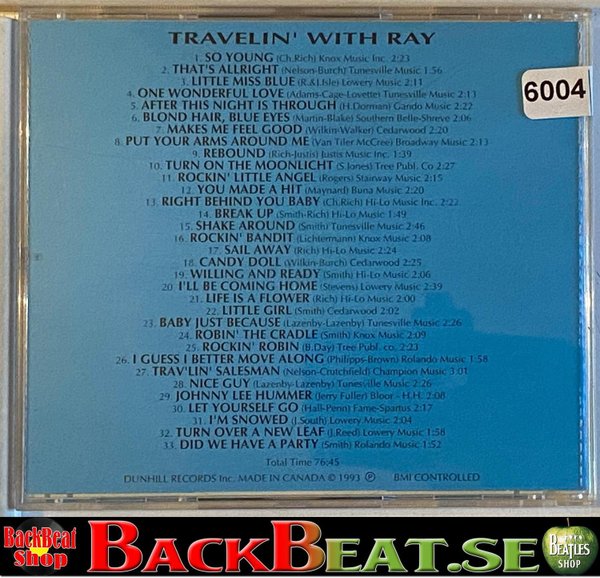 TRAVELIN' WITH RAY
1. SO YOUNG (Ch.Rich) Knox Music Inc. 2:23
2. THAT'S ALLRIGHT (Nelson-Burch) Tunesville Music 1:56
3. LITTLE MISS BLUE (R.&J.Isle) Lowery Music 2:11
4. ONE WONDERFUL LOVE (Adams-Cage-Lovette) Tunesville Music 2:13
5. AFTER THIS NIGHT IS THROUGH (H.Dorman) Gando Music 2.22
6. BLOND HAIR, BLUE EYES (Martin-Blake) Southern Belle-Shreve 2:06
7. MAKES ME FEEL GOOD (Wilkin-Walker) Cedarwood 2:20
8. PUT YOUR ARMS AROUND ME (Van Tiler McCree) Broadway Music 2:13
9. REBOUND (Rich-Justis) Justis Music Inc. 1:39
10. TURN ON THE MOONLICHT (S.Jones) Tree Publ. Co 2:27
11. ROCKIN' LITTLE ANGEL (Rogers) Stairway Music 2:15
12. YOU MADE A HIT (Maynard) Buna Music 2:20
13. RIGHT BEHIND YOU BABY (Ch.Rich) Hi-Lo Music Inc. 2:22
14. BREAK UP (Smith-Rich) Hi-Lo Music 1:49
15. SHAKE AROUND (Smith) Tunesville Music 2:46
16. ROCKIN' BANDIT (Lichtermann) Knox Music 2:08
17. SAIL AWAY (Rich) Hi-Lo Music 2:24
18. CANDY DOLL (Wilkin-Burch) Cedarwood 2:25
19. WILLING AND READY (Smith) Hi-Lo Music 2:06
20. I'LL BE COMING HOME (Stevens) Lowery Music 2:39
21. LIFE IS A FLOWER (Rich) Hi-Lo Music 2:00
22. LITTLE GIRL (Smith) Cedarwood 2:02
23. BABY JUST BECAUSE (Lazenby-Lazenby) Tunesville Music 2:26
24. ROBIN' THE CRADLE (Smith) Knox Music 2:09
25. ROCKIN' ROBIN (B.Day) Tree Publ. co. 2:23
26. I GUESS I BETTER MOVE ALONG (Philipps-Brown) Rolando Music 1:58
27. TRAV'LIN' SALESMAN (Nelson-Crutchfield) Champion Music 3:01
28. NICE GUY (Lazenby-Lazenby) Tunesville Music 2:25
29. JOHNNY LEE HUMMER (Jerry Fuller) Bloor - H.H. 2:08
30. LET YOURSELF GO (Hall-Penn) Fame-Spartus 2:17
31. I'M SNOWED (J.South) Lowery Music 2:04
32. TURN OVER A NEW LEAF (J.Reed) Lowery Music 1:58
33. DID WE HAVE A PARTY (Smith) Rolando Music 1:52
Total Time 76:45
DUNHILL RECORDS Inc. MADE IN CANADA © 1993 ℗ BMI CONTROLLED
6004
BackBeat Shop
BACKBEAT.SE
BEATLES SHOP